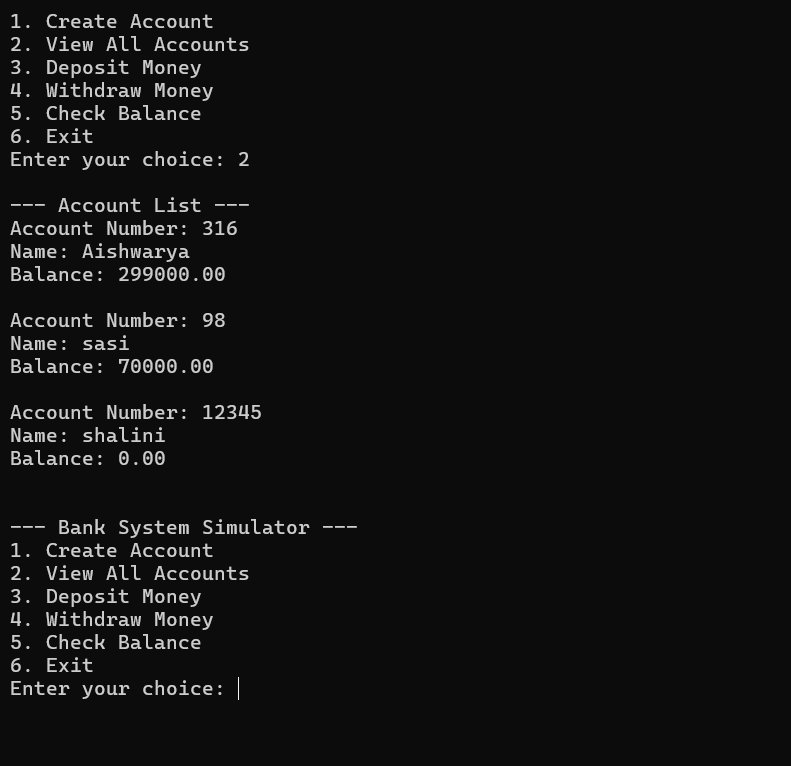 1. Create Account
2. View All Accounts
3. Deposit Money
4. Withdraw Money
5. Check Balance
6. Exit
Enter your choice: 2
--- Account List ---
Account Number: 316
Name: Aishwarya
Balance: 299000.00
Account Number: 98
Name: sasi
Balance: 70000.00
Account Number: 12345
Name: shalini
Balance: 0.00
--- Bank System Simulator ---
1. Create Account
2. View All Accounts
3. Deposit Money
4. Withdraw Money
5. Check Balance
6. Exit
Enter your choice: